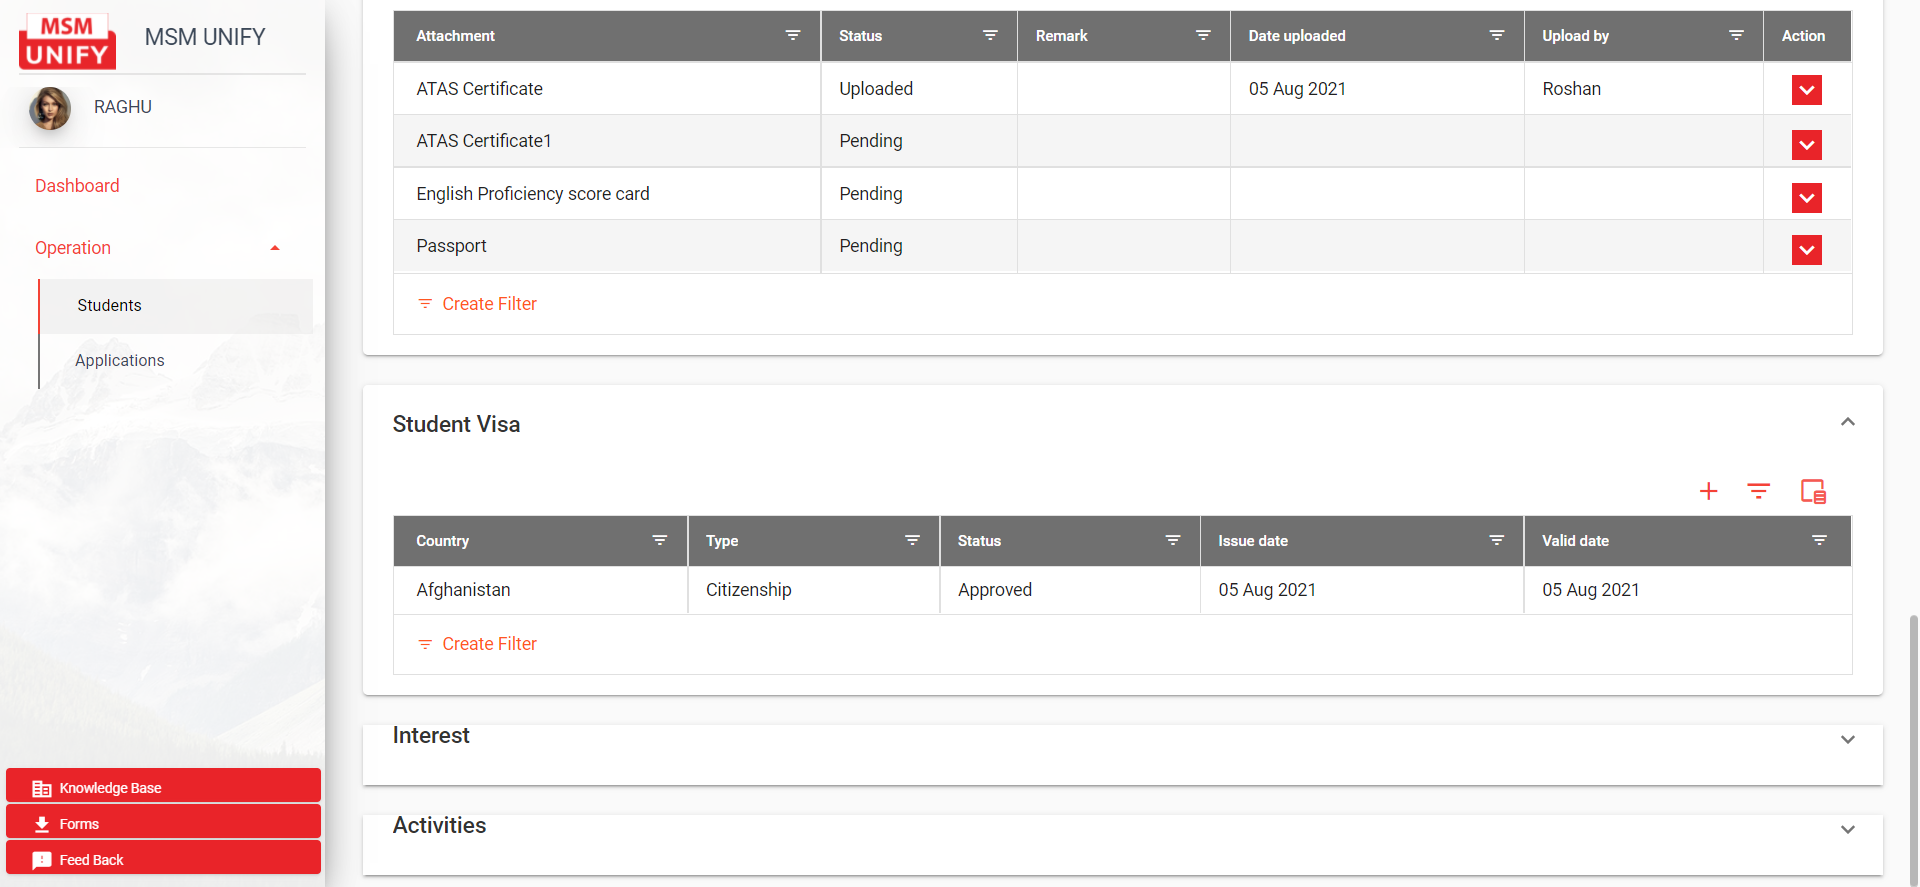 MSM
UNIFY
MSM UNIFY
RAGHU
Dashboard
Operation
Students
Applications
Knowledge Base
Forms
Feed Back
Attachment Status Remark Date uploaded Upload by Action
ATAS Certificate Uploaded 05 Aug 2021 Roshan
ATAS Certificate1 Pending
English Proficiency score card Pending
Passport Pending
Create Filter
Student Visa
Country Type Status Issue date Valid date
Afghanistan Citizenship Approved 05 Aug 2021 05 Aug 2021
Create Filter
Interest
Activities